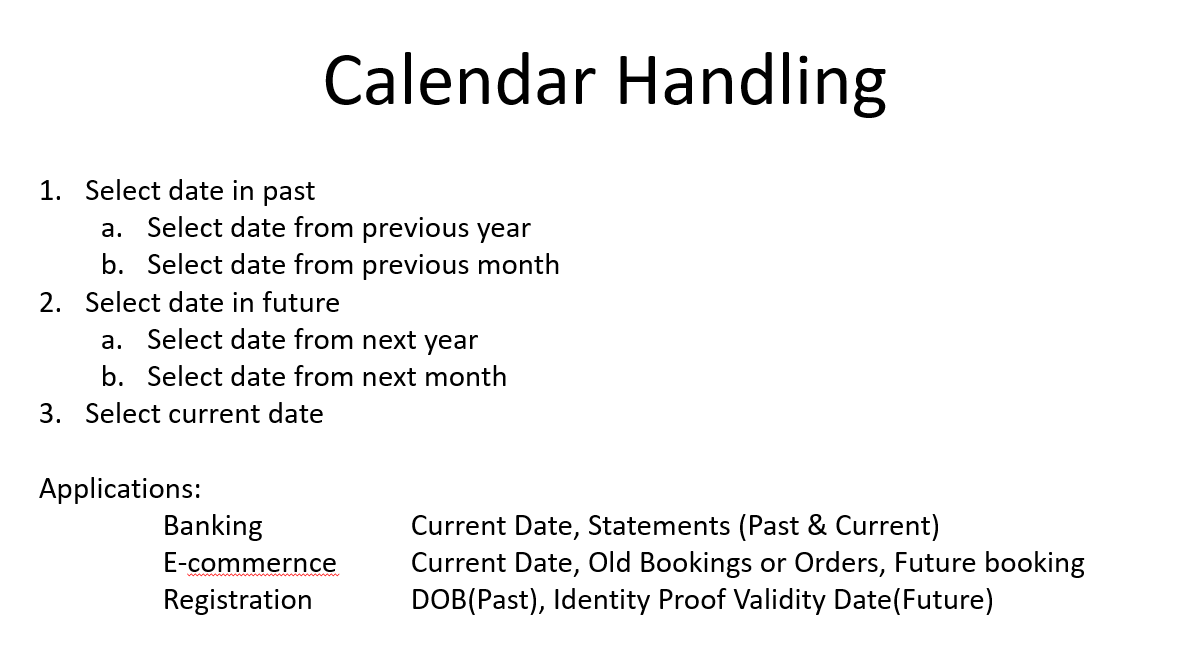 Calendar Handling
1. Select date in past
a. Select date from previous year
b. Select date from previous month
2. Select date in future
a. Select date from next year
b. Select date from next month
3. Select current date
Applications:
Banking Current Date, Statements (Past & Current)
E-commernce Current Date, Old Bookings or Orders, Future booking
Registration DOB(Past), Identity Proof Validity Date(Future)